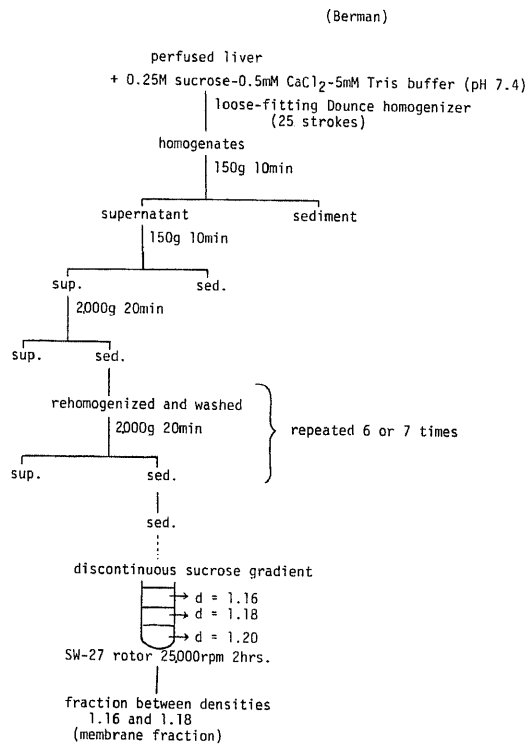 (Berman)
perfused liver
+ 0.25M sucrose-0.5mM CaCl₂-5mM Tris buffer (pH 7.4)
loose-fitting Dounce homogenizer
(25 strokes)
homogenates
150g 10min
supernatant sediment
150g 10min
sup. sed.
2,000g 20min
sup. sed.
rehomogenized and washed
2,000g 20min
repeated 6 or 7 times
sup. sed.
sed.
discontinuous sucrose gradient
d = 1.16
d = 1.18
d = 1.20
SW-27 rotor 25,000rpm 2hrs.
fraction between densities
1.16 and 1.18
(membrane fraction)